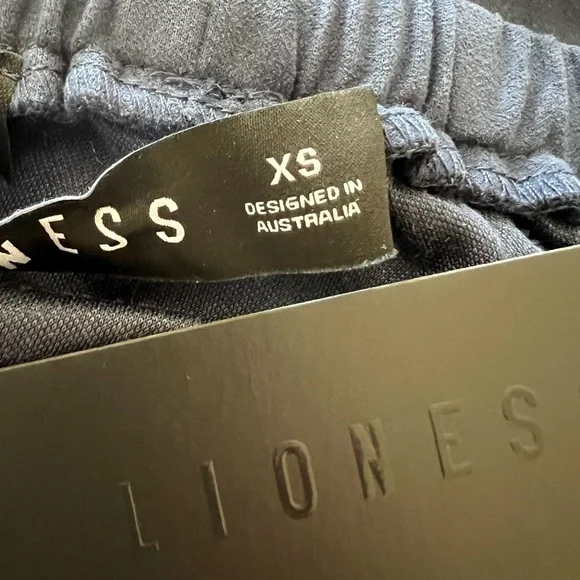 NESS
XS
DESIGNED IN
AUSTRALIA
LIONES